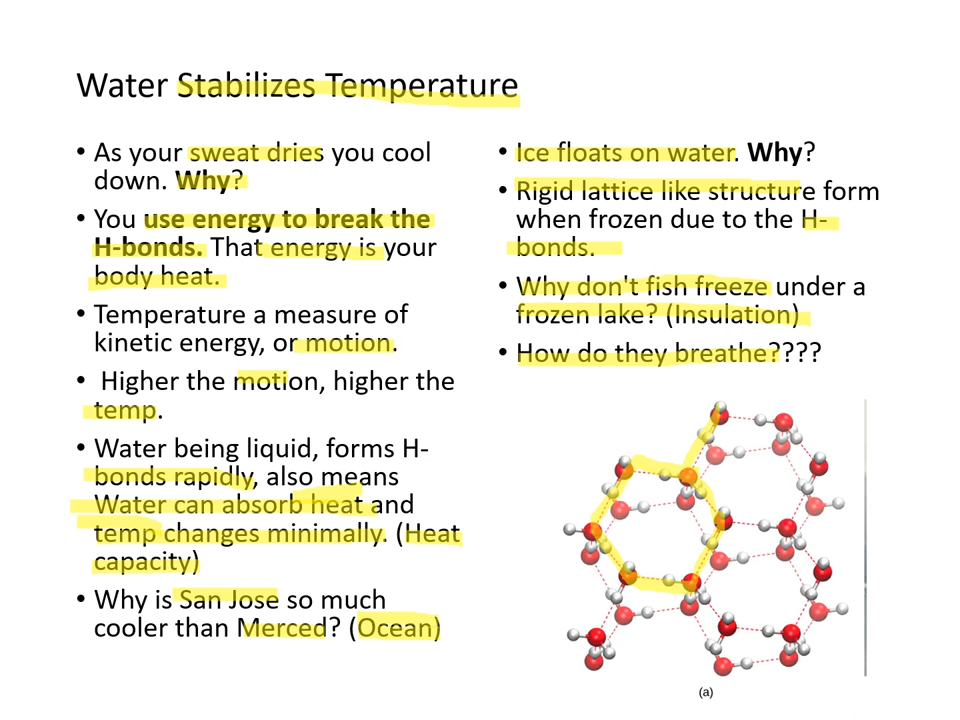 Water Stabilizes Temperature
• As your sweat dries you cool
down. Why?
• You use energy to break the
H-bonds. That energy is your
body heat.
• Temperature a measure of
kinetic energy, or motion.
• Higher the motion, higher the
temp.
• Water being liquid, forms H-
bonds rapidly, also means
Water can absorb heat and
temp changes minimally. (Heat
capacity)
• Why is San Jose so much
cooler than Merced? (Ocean)
• Ice floats on water. Why?
• Rigid lattice like structure form
when frozen due to the H-
bonds.
• Why don't fish freeze under a
frozen lake? (Insulation)
• How do they breathe????
(a)